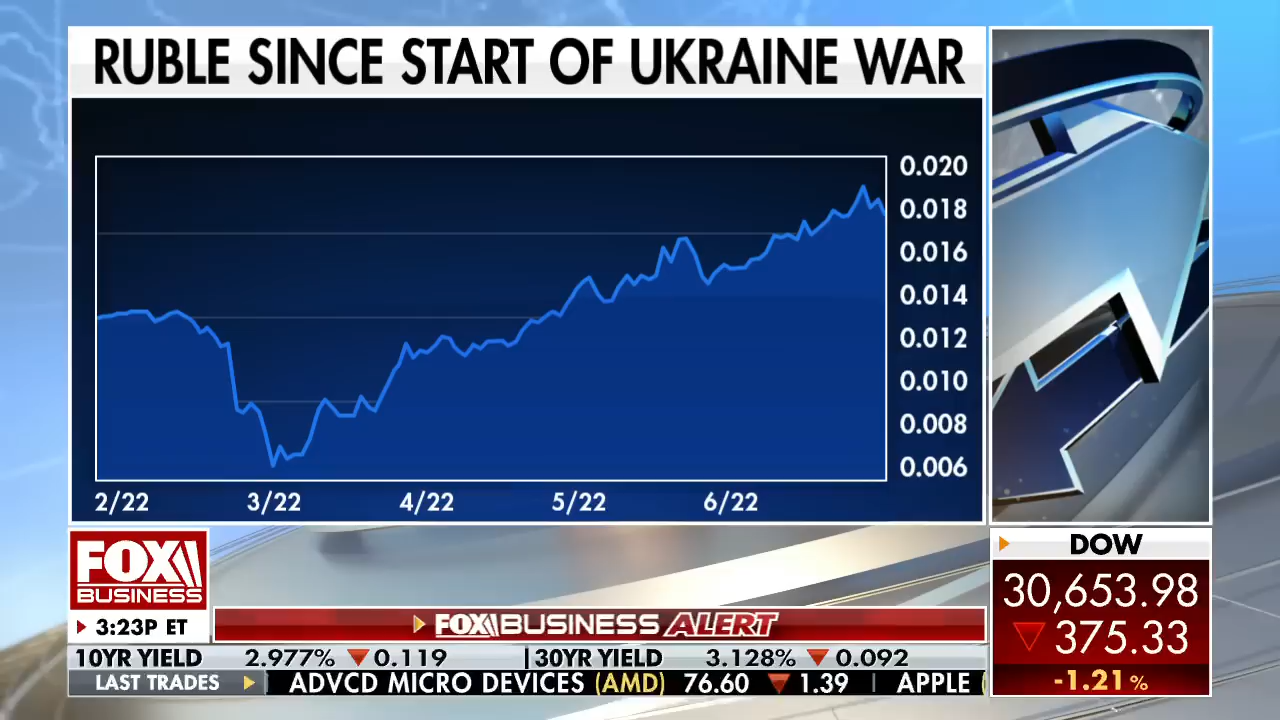 RUBLE SINCE START OF UKRAINE WAR
0.020
0.018
0.016
0.014
0.012
0.010
0.008
0.006
2/22 3/22 4/22 5/22 6/22
FOX
BUSINESS
3:23P ET
FOX BUSINESS ALERT
DOW
30,653.98
375.33
-1.21%
10YR YIELD 2.977% 0.119 30YR YIELD 3.128% 0.092
LAST TRADES ADVCD MICRO DEVICES (AMD) 76.60 1.39 APPLE (